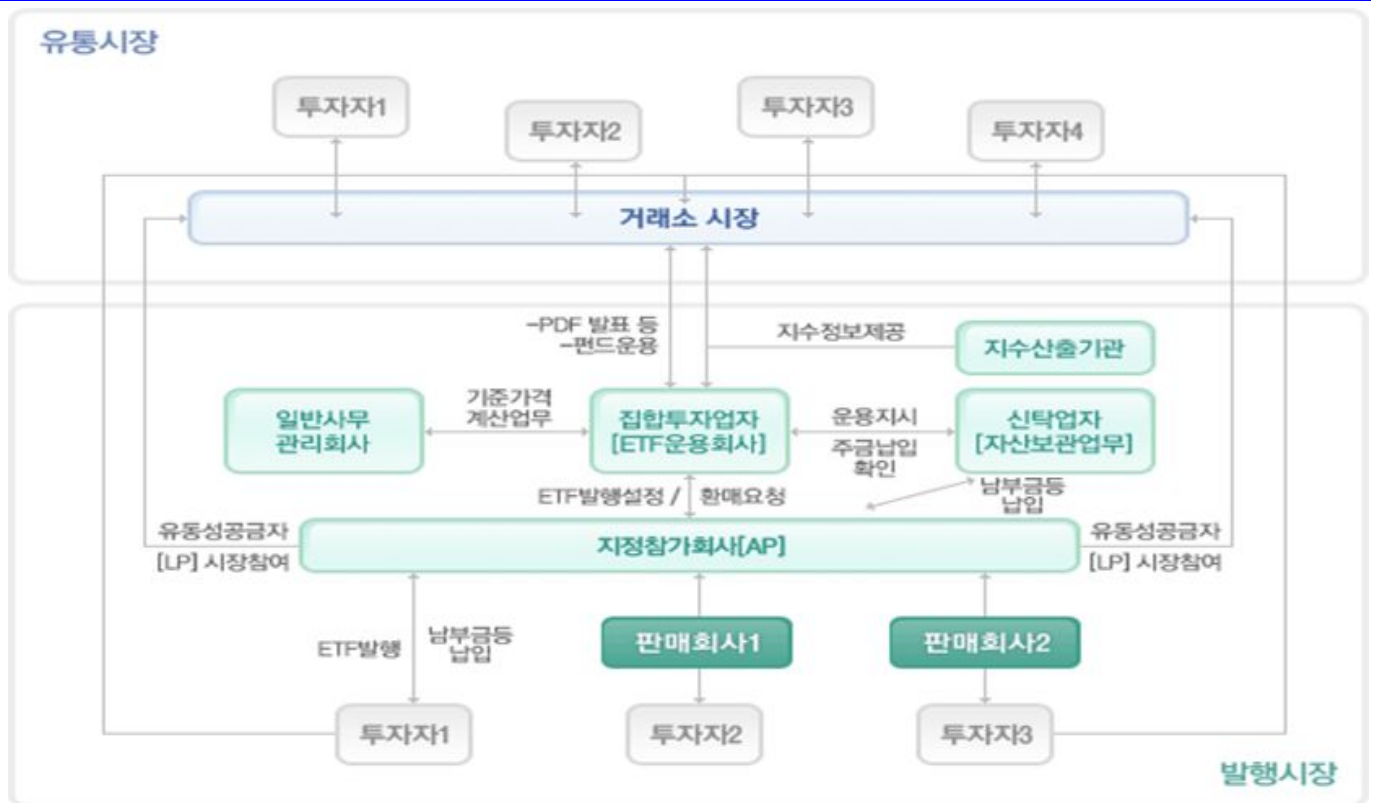 유통시장
투자자1
투자자2
투자자3
투자자4
거래소 시장
-PDF 발표 등
-펀드운용
지수정보제공
지수산출기관
일반사무
관리회사
기준가격
계산업무
집합투자업자
[ETF운용회사]
운용지시
주금납입
확인
신탁업자
[자산보관업무]
ETF발행설정 / 환매요청
남부금등
납입
유동성공급자
[LP] 시장참여
지정참가회사[AP]
유동성공급자
[LP] 시장참여
ETF발행
남부금등
납입
판매회사1
판매회사2
투자자1
투자자2
투자자3
발행시장